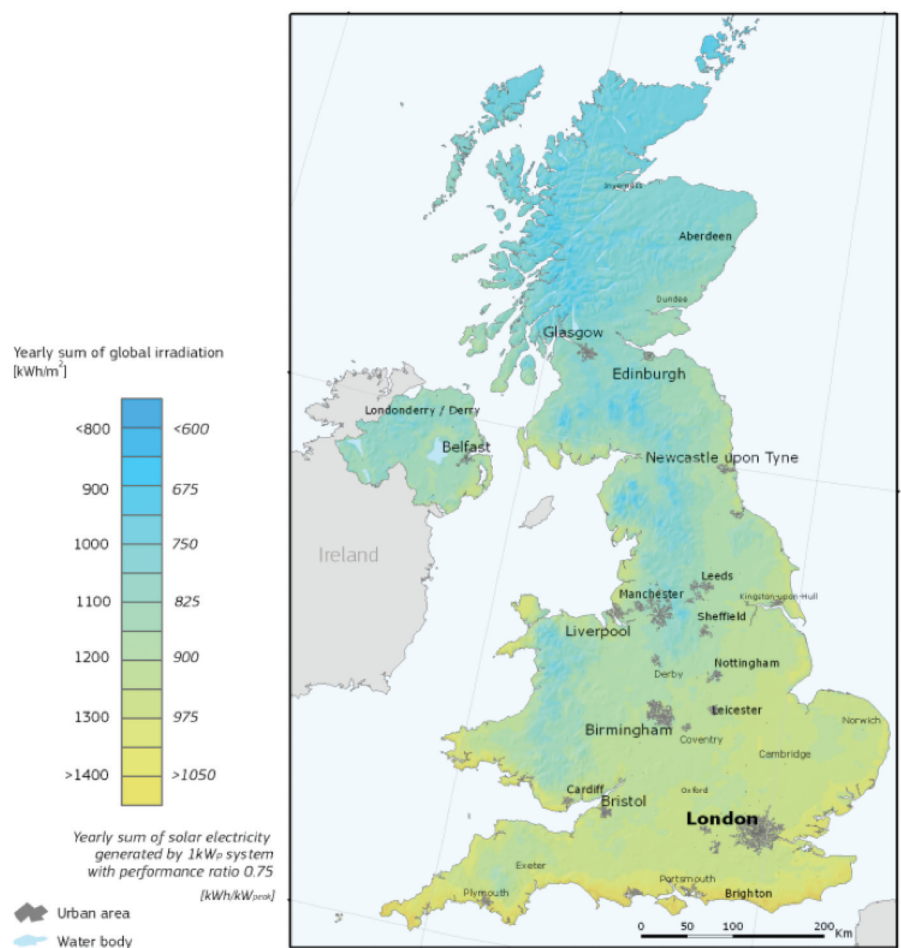 Yearly sum of global irradiation
[kWh/m²]
<800 <600
900 675
1000 750
1100 825
1200 900
1300 975
>1400 >1050
Yearly sum of solar electricity
generated by 1kWp system
with performance ratio 0.75
[kWh/kWpeak]
Urban area
Water body
Inverness
Aberdeen
Dundee
Glasgow
Edinburgh
Londonderry / Derry
Belfast
Newcastle upon Tyne
Ireland
Leeds
Manchester
Kingston-upon-Hull
Sheffield
Liverpool
Nottingham
Derby
Leicester
Norwich
Birmingham
Coventry
Cambridge
Cardiff
Oxford
Bristol
London
Exeter
Portsmouth
Plymouth
Brighton
0 50 100 200 Km